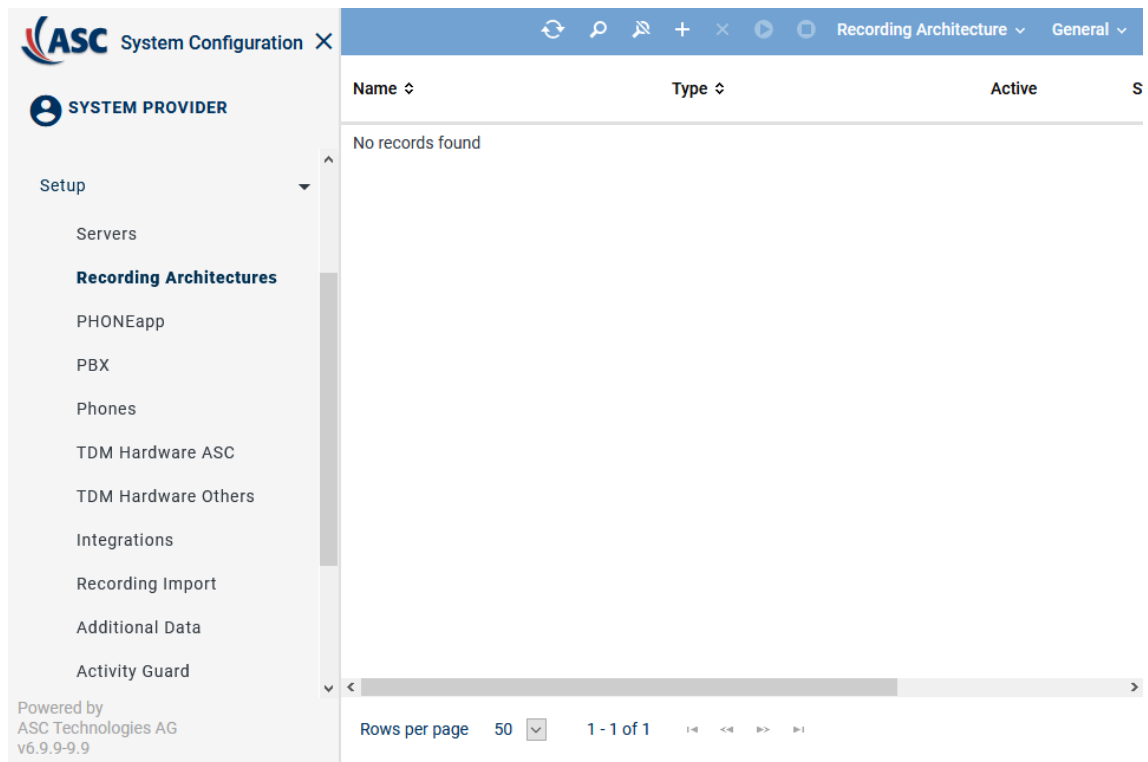 ASC System Configuration
SYSTEM PROVIDER
Setup
Servers
Recording Architectures
PHONEapp
PBX
Phones
TDM Hardware ASC
TDM Hardware Others
Integrations
Recording Import
Additional Data
Activity Guard
Powered by
ASC Technologies AG
v6.9.9-9.9
Recording Architecture General
Name Type Active S
No records found
Rows per page 50 1 - 1 of 1